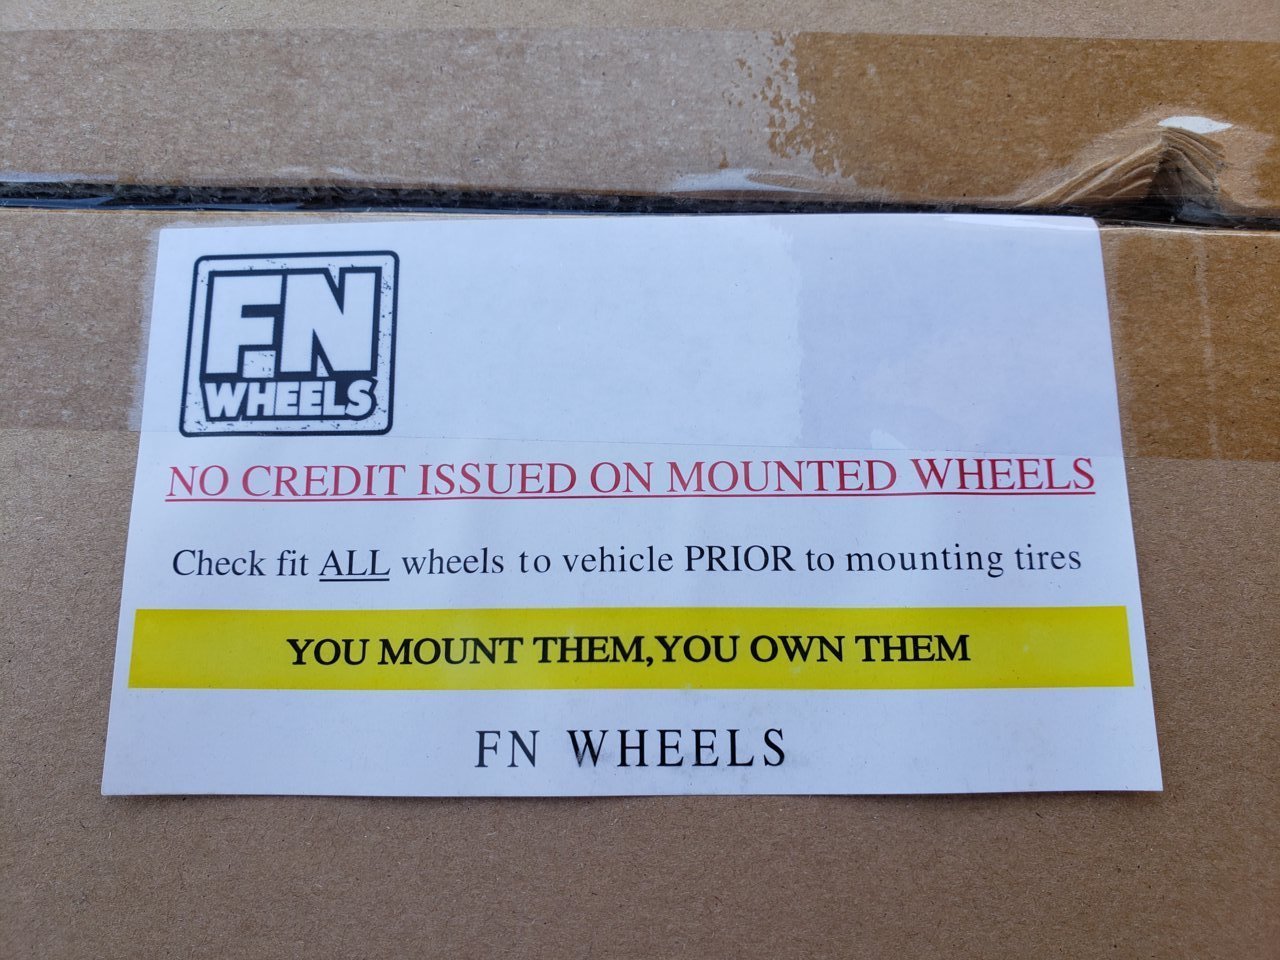 FN
WHEELS
NO CREDIT ISSUED ON MOUNTED WHEELS
Check fit ALL wheels to vehicle PRIOR to mounting tires
YOU MOUNT THEM,YOU OWN THEM
FN WHEELS